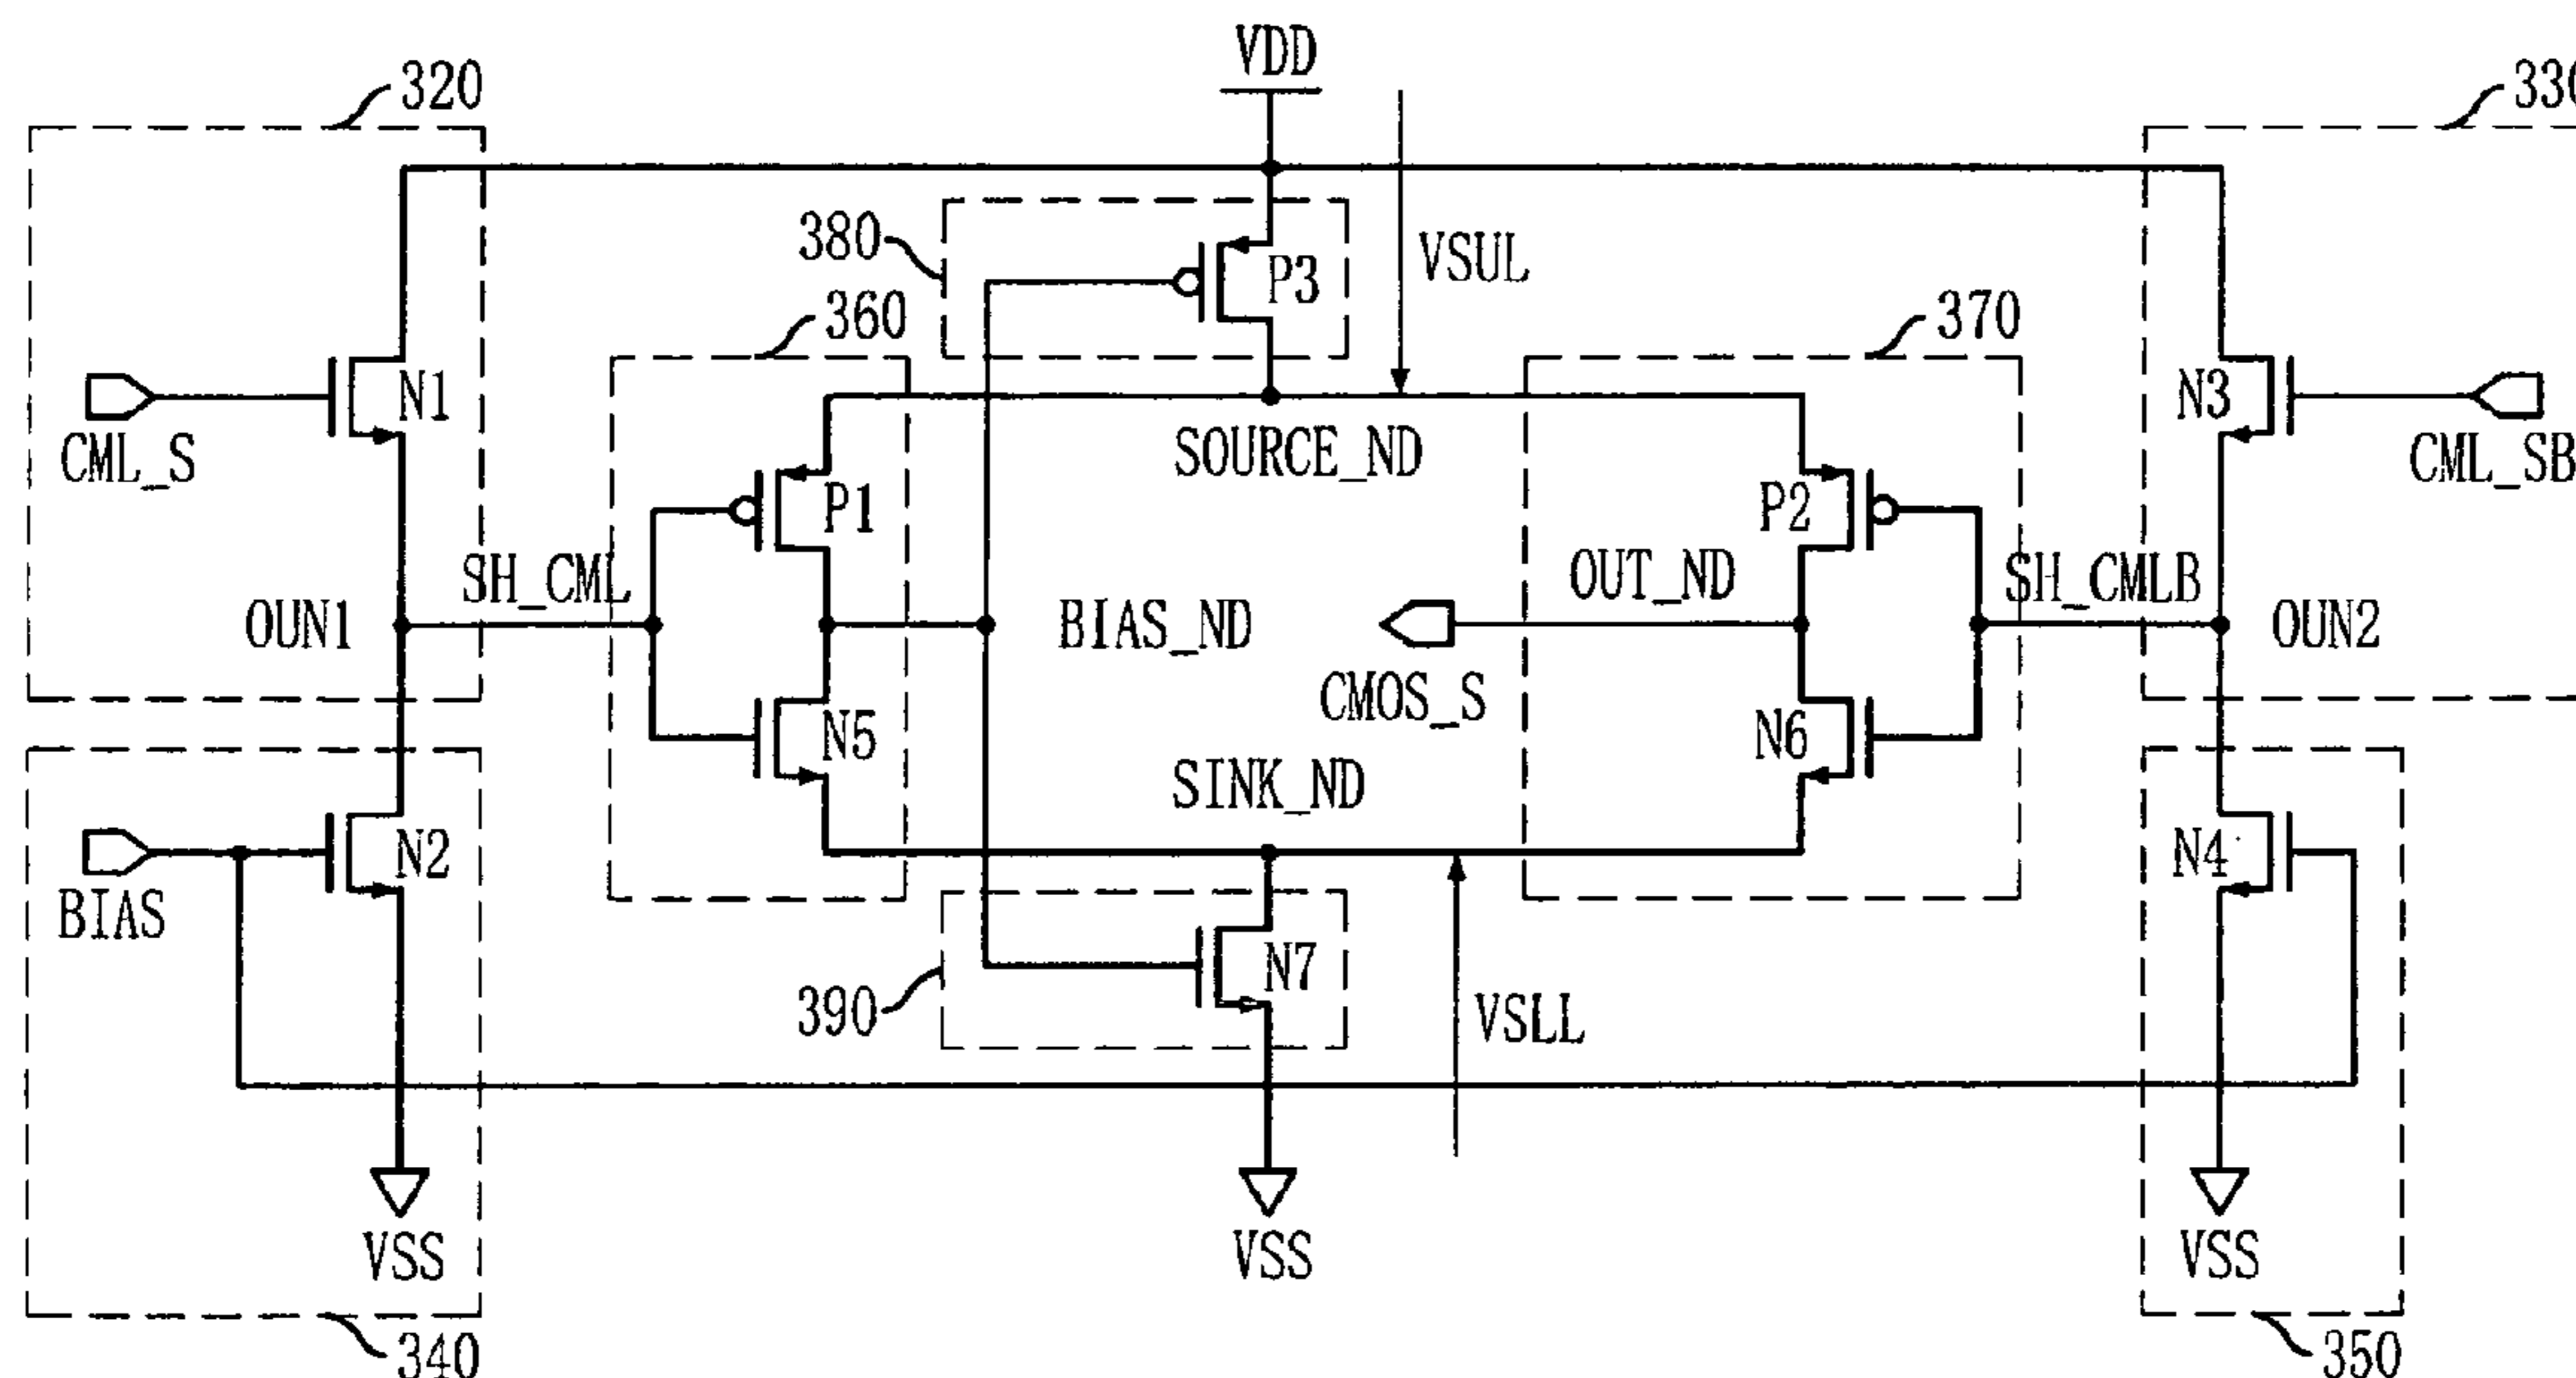 VDD
320
330
380
VSUL
P3
360
370
N1
N3
CML_S
CML_SB
SOURCE_ND
P1
P2
SH_CML
OUT_ND
SH_CMLB
OUN1
BIAS_ND
OUN2
CMOS_S
N5
N6
SINK_ND
N2
N4
BIAS
N7
390
VSLL
VSS
VSS
VSS
340
350